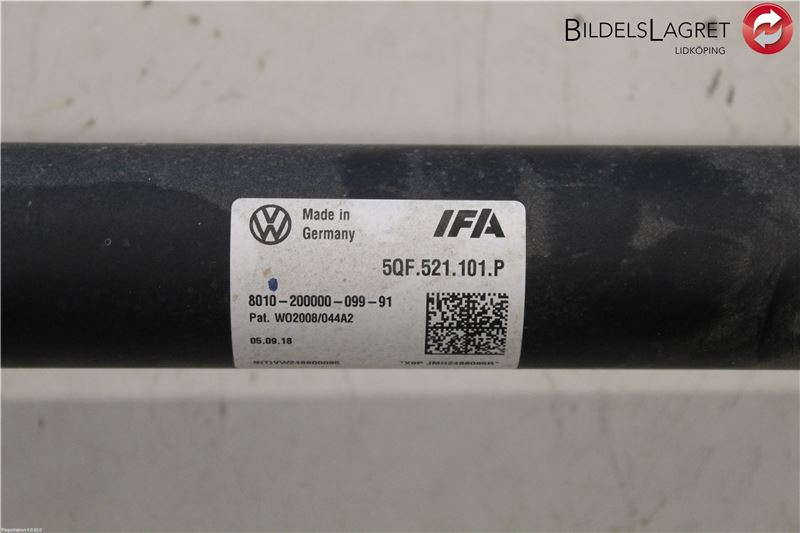 BILDELSLAGRET
LIDKÖPING
VW
Made in
Germany
IFA
5QF.521.101.P
8010-200000-099-91
Pat. WO2008/044A2
05.09.18